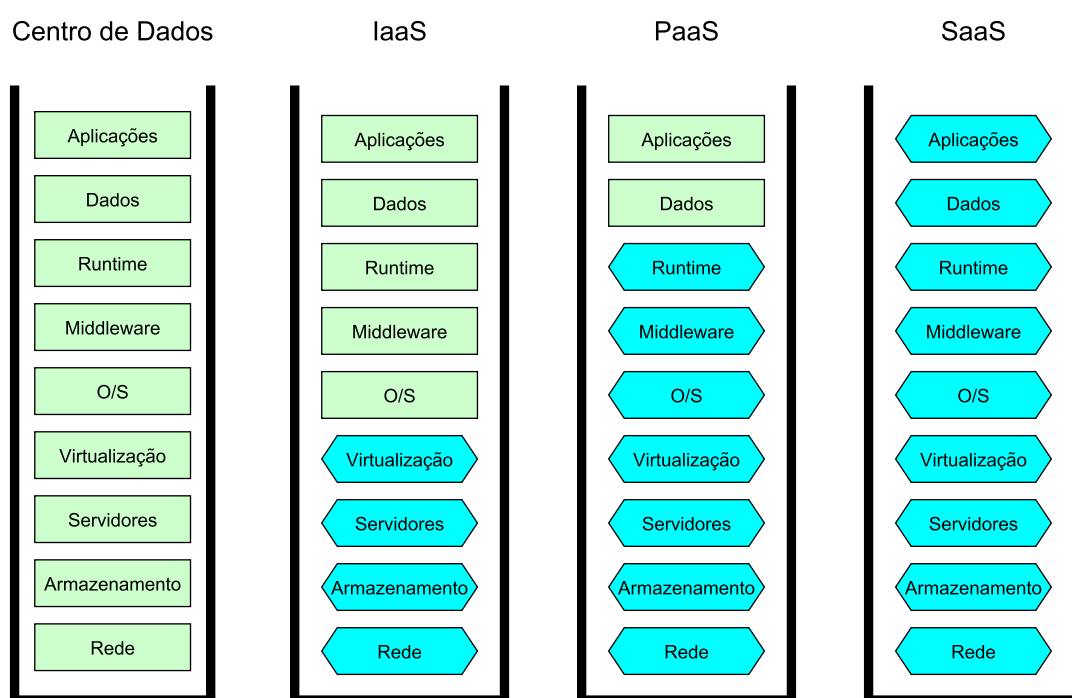 Centro de Dados
IaaS
PaaS
SaaS
Aplicações
Dados
Runtime
Middleware
O/S
Virtualização
Servidores
Armazenamento
Rede
Aplicações
Dados
Runtime
Middleware
O/S
Virtualização
Servidores
Armazenamento
Rede
Aplicações
Dados
Runtime
Middleware
O/S
Virtualização
Servidores
Armazenamento
Rede
Aplicações
Dados
Runtime
Middleware
O/S
Virtualização
Servidores
Armazenamento
Rede